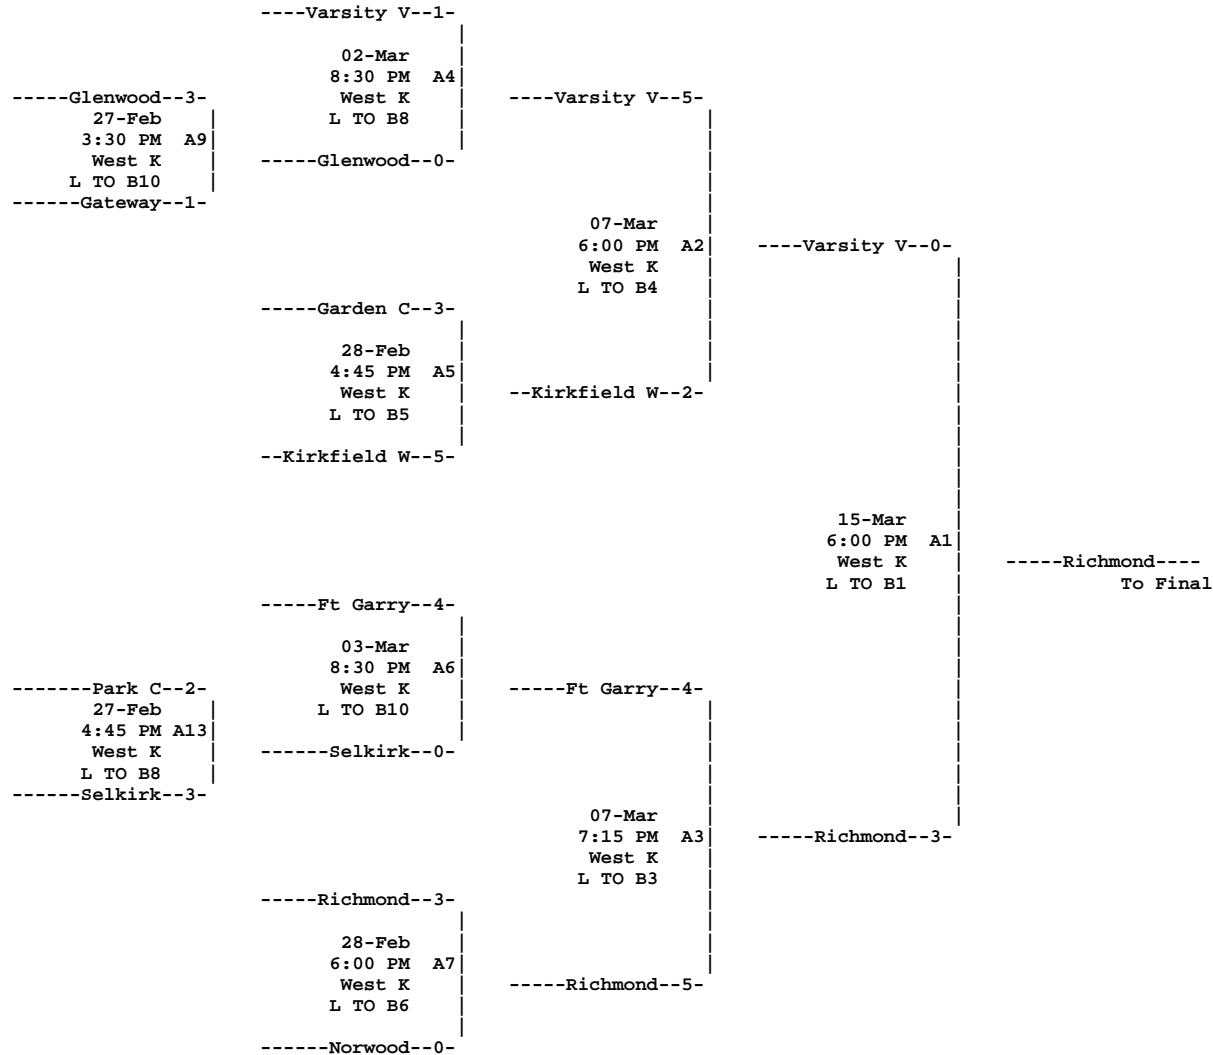 ----Varsity V--1-
02-Mar
8:30 PM A4
-----Glenwood--3- West K ----Varsity V--5-
27-Feb L TO B8
3:30 PM A9
West K -----Glenwood--0-
L TO B10
------Gateway--1-
07-Mar
6:00 PM A2 ----Varsity V--0-
West K
L TO B4
-----Garden C--3-
28-Feb
4:45 PM A5
West K --Kirkfield W--2-
L TO B5
--Kirkfield W--5-
15-Mar
6:00 PM A1
West K -----Richmond----
L TO B1 To Final
-----Ft Garry--4-
03-Mar
8:30 PM A6
-------Park C--2- West K -----Ft Garry--4-
27-Feb L TO B10
4:45 PM A13
West K ------Selkirk--0-
L TO B8
------Selkirk--3-
07-Mar
7:15 PM A3 -----Richmond--3-
West K
L TO B3
-----Richmond--3-
28-Feb
6:00 PM A7
West K -----Richmond--5-
L TO B6
------Norwood--0-